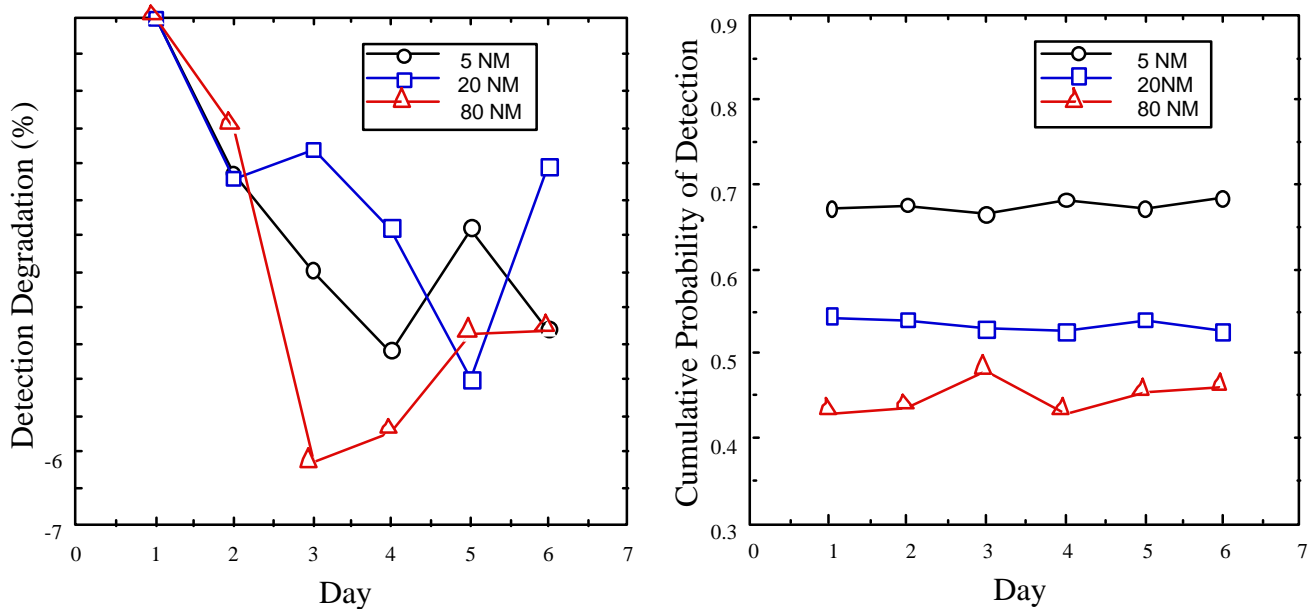 Detection Degradation (%)
5 NM
20 NM
80 NM
-6
-7
0 1 2 3 4 5 6 7
Day
Cumulative Probability of Detection
0.9
0.8
0.7
0.6
0.5
0.4
0.3
5 NM
20NM
80 NM
0 1 2 3 4 5 6 7
Day